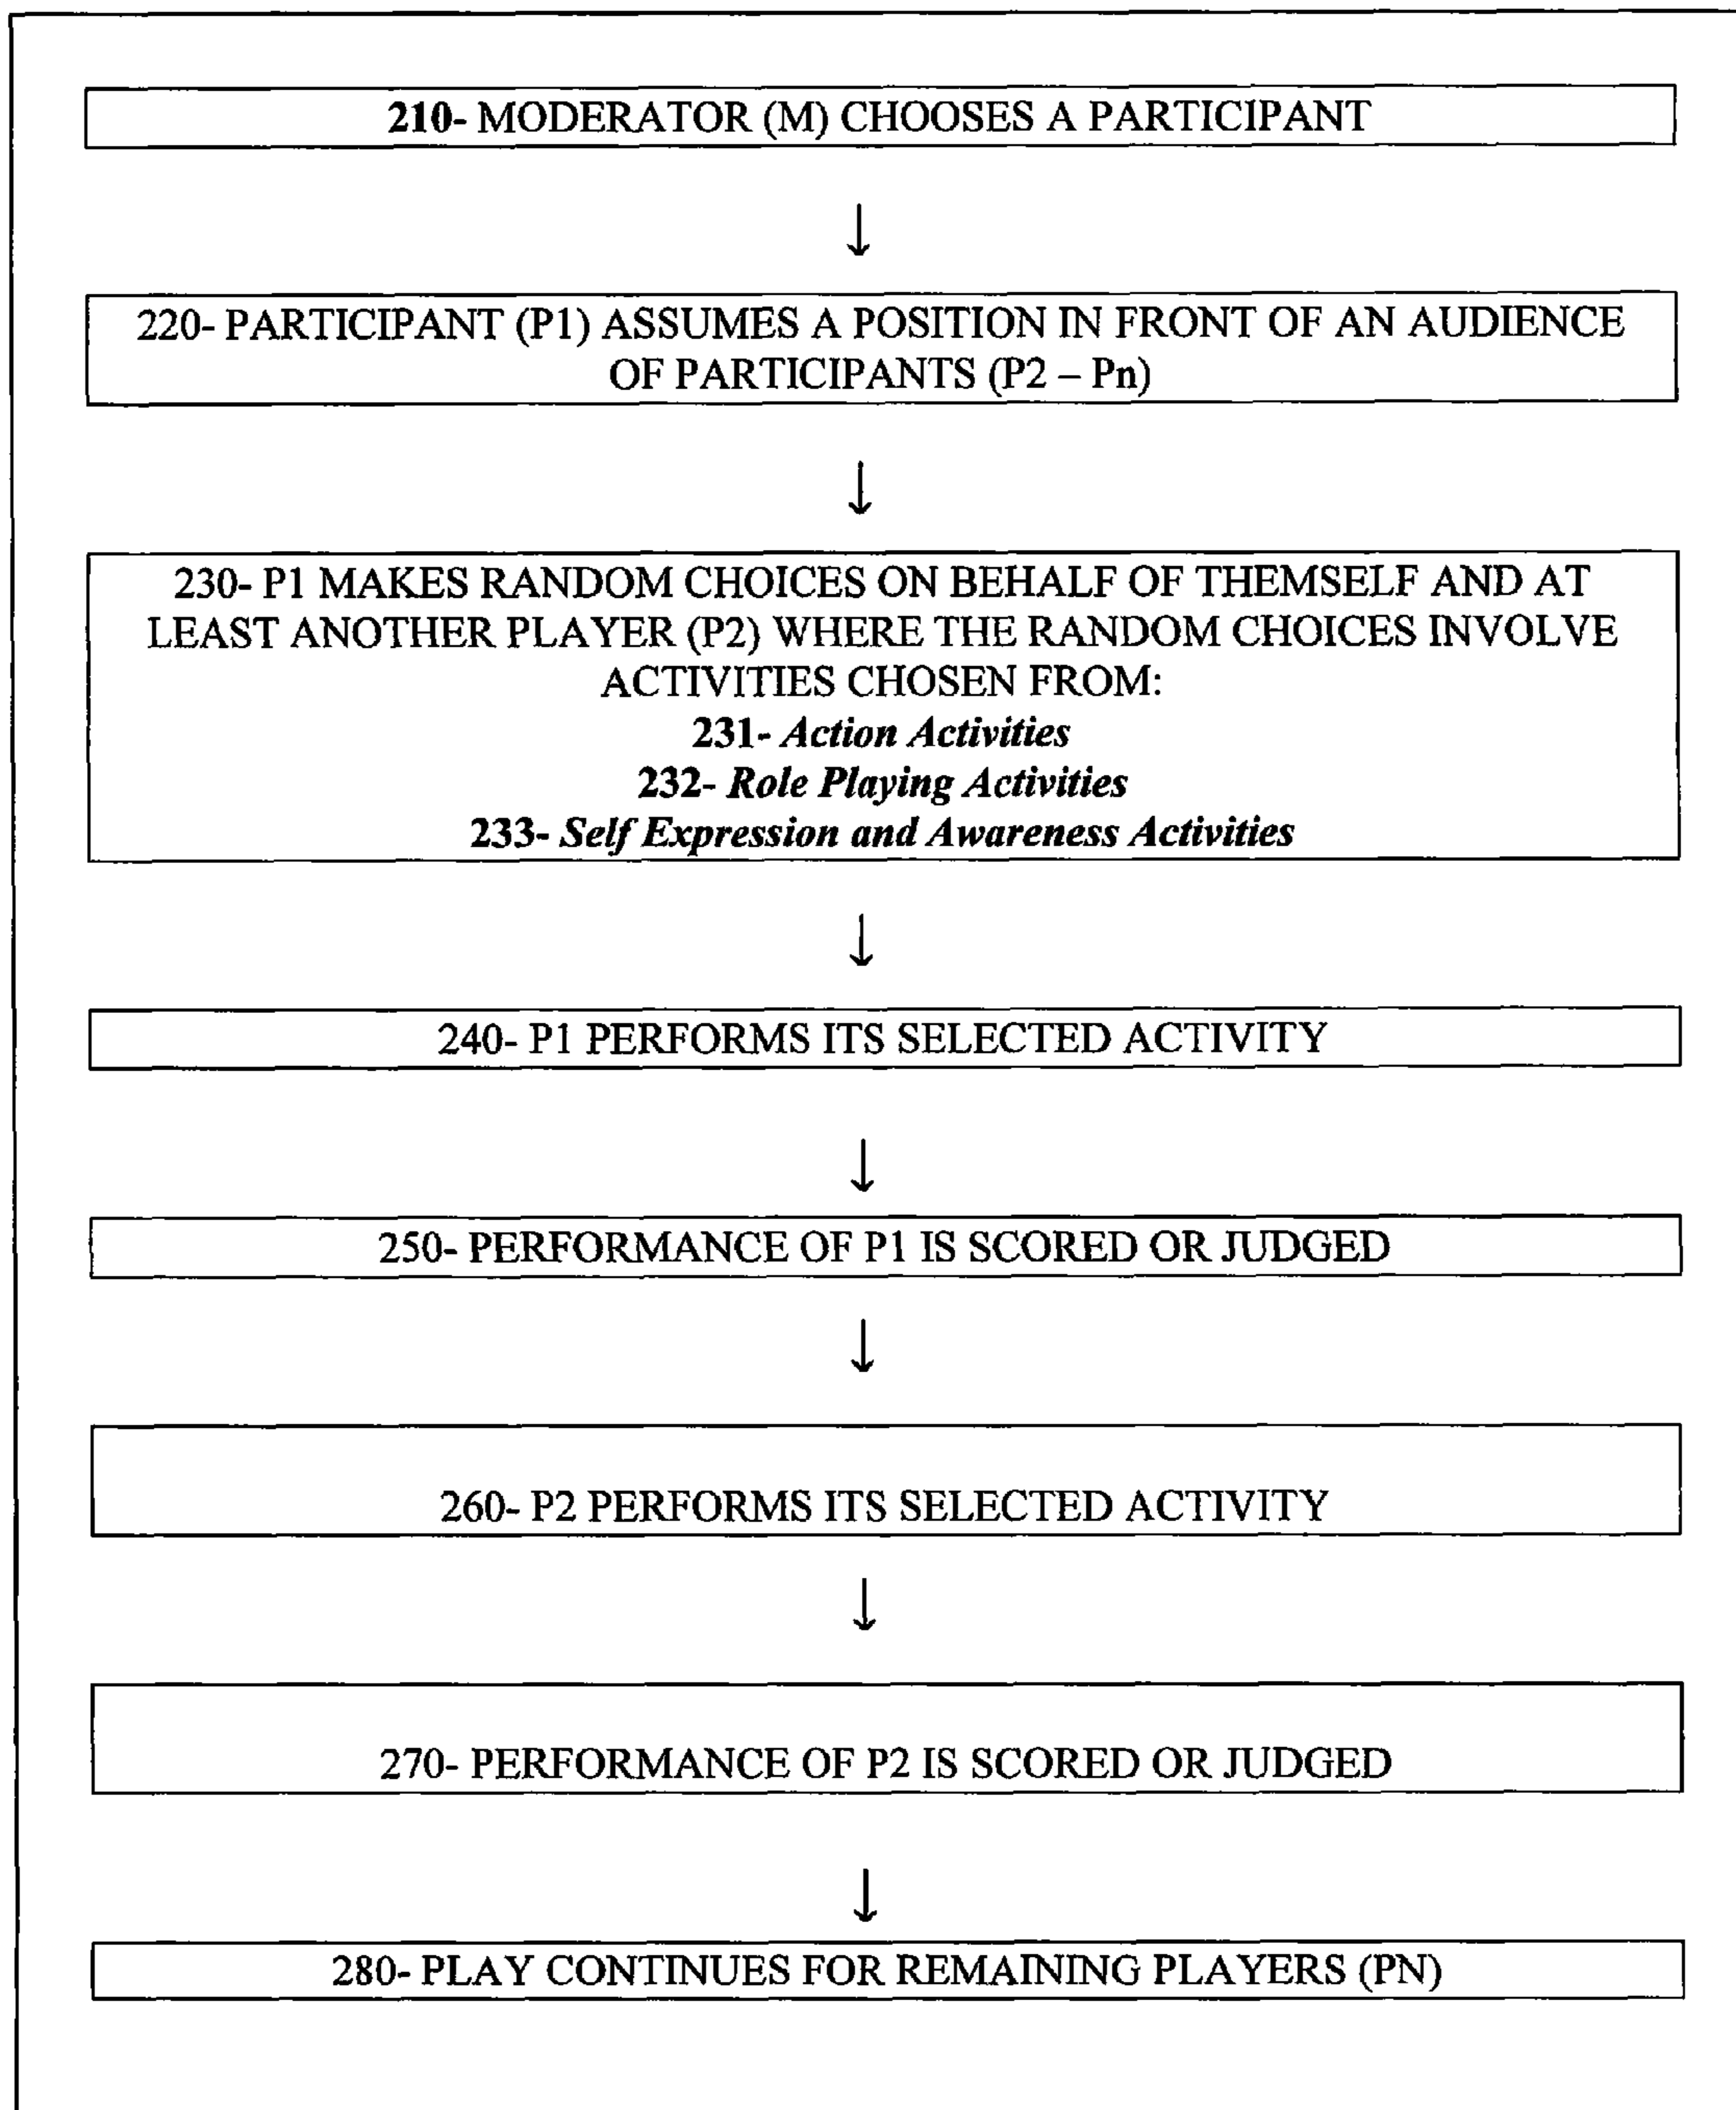 210- MODERATOR (M) CHOOSES A PARTICIPANT
220- PARTICIPANT (P1) ASSUMES A POSITION IN FRONT OF AN AUDIENCE
OF PARTICIPANTS (P2 – Pn)
230- P1 MAKES RANDOM CHOICES ON BEHALF OF THEMSELF AND AT
LEAST ANOTHER PLAYER (P2) WHERE THE RANDOM CHOICES INVOLVE
ACTIVITIES CHOSEN FROM:
231- Action Activities
232- Role Playing Activities
233- Self Expression and Awareness Activities
240- P1 PERFORMS ITS SELECTED ACTIVITY
250- PERFORMANCE OF P1 IS SCORED OR JUDGED
260- P2 PERFORMS ITS SELECTED ACTIVITY
270- PERFORMANCE OF P2 IS SCORED OR JUDGED
280- PLAY CONTINUES FOR REMAINING PLAYERS (PN)